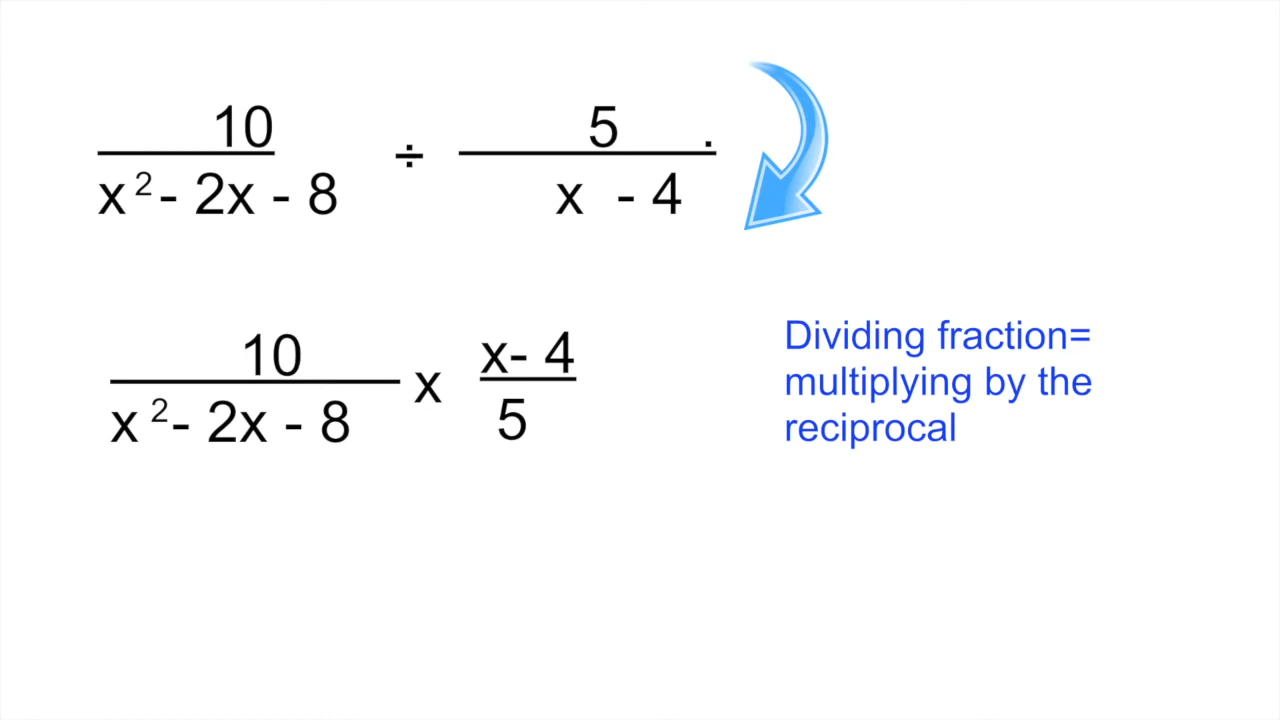 10 ÷ 5 .
x² - 2x - 8 x - 4
10 x x- 4
x² - 2x - 8 5
Dividing fraction=
multiplying by the
reciprocal